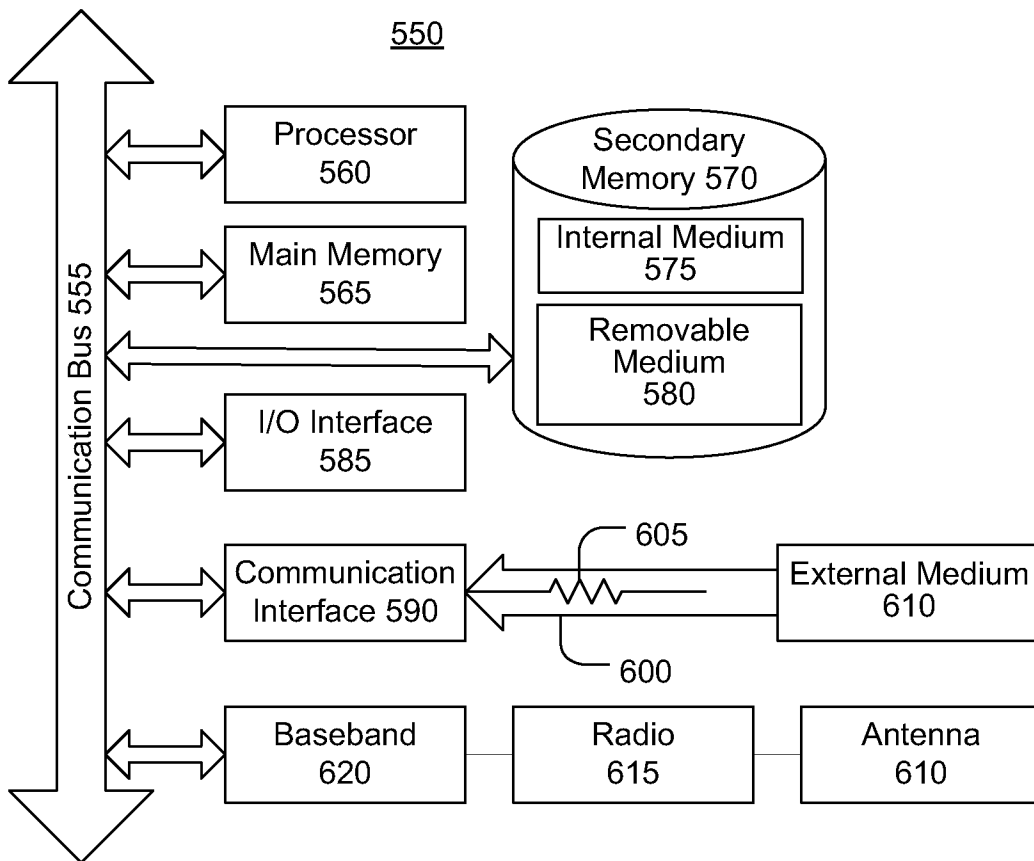 550
Processor
560
Secondary
Memory 570
Main Memory
565
Internal Medium
575
Removable
Medium
580
I/O Interface
585
Communication Bus 555
605
Communication
Interface 590
External Medium
610
600
Baseband
620
Radio
615
Antenna
610